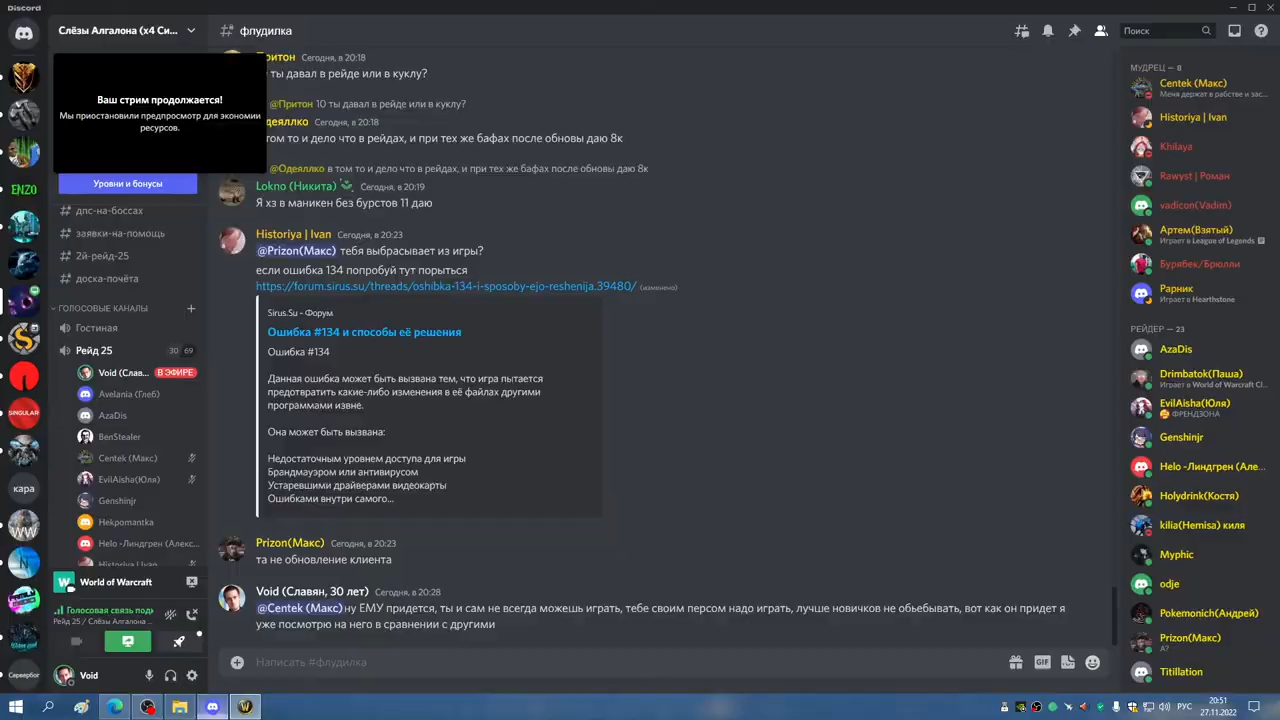 Discord
Слёзы Алгалона (x4 Си...
флудилка
Поиск
Ваш стрим продолжается!
Мы приостановили предпросмотр для экономии
ресурсов.
Уровни и бонусы
дпс-на-боссах
заявки-на-помощь
2й-рейд-25
доска-почёта
ГОЛОСОВЫЕ КАНАЛЫ
Гостиная
Рейд 25 30 69
Void (Слав... В ЭФИРЕ
Avelania (Глеб)
AzaDis
BenStealer
Centek (Макс)
EvilAisha(Юля)
Genshinjr
Hekpomantka
Helo -Линдгрен (Алекс...
Historiya | Ivan
World of Warcraft
Голосовая связь подк
Рейд 25 / Слёзы Алгалона ...
Void
ENZO
SINGULAR
кара
WW
Сервербог
Притон Сегодня, в 20:18
ты давал в рейде или в куклу?
@Притон 10 ты давал в рейде или в куклу?
Одеяллко Сегодня, в 20:18
том то и дело что в рейдах, и при тех же бафах после обновы даю 8к
@Одеяллко в том то и дело что в рейдах, и при тех же бафах после обновы даю 8к
Lokno (Никита) Сегодня, в 20:19
Я хз в маникен без бурстов 11 даю
Historiya | Ivan Сегодня, в 20:23
@Prizon(Макс) тебя выбрасывает из игры?
если ошибка 134 попробуй тут порыться
https://forum.sirus.su/threads/oshibka-134-i-sposoby-ejo-reshenija.39480/ (изменено)
Sirus.Su - Форум
Ошибка #134 и способы её решения
Ошибка #134
Данная ошибка может быть вызвана тем, что игра пытается
предотвратить какие-либо изменения в её файлах другими
программами извне.
Она может быть вызвана:
Недостаточным уровнем доступа для игры
Брандмауэром или антивирусом
Устаревшими драйверами видеокарты
Ошибками внутри самого...
Prizon(Макс) Сегодня, в 20:23
та не обновление клиента
Void (Славян, 30 лет) Сегодня, в 20:28
@Centek (Макс)ну ЕМУ придется, ты и сам не всегда можешь играть, тебе своим персом надо играть, лучше новичков не обьебывать, вот как он придет я
уже посмотрю на него в сравнении с другими
Написать #флудилка
GIF
МУДРЕЦ — 8
Centek (Макс)
Меня держат в рабстве и зас...
Historiya | Ivan
Khilaya
Rawyst | Роман
vadicon(Vadim)
Артем(Взятый)
Играет в League of Legends
Бурябек/Брюлли
Рарник
Играет в Hearthstone
РЕЙДЕР — 23
AzaDis
Drimbatok(Паша)
Играет в World of Warcraft Cl...
EvilAisha(Юля)
ФРЕНДЗОНА
Genshinjr
Helo -Линдгрен (Але...
Holydrink(Костя)
kilia(Hemisa) киля
Myphic
odje
Pokemonich(Андрей)
Prizon(Макс)
А?
Titillation
РУС
20:51
27.11.2022